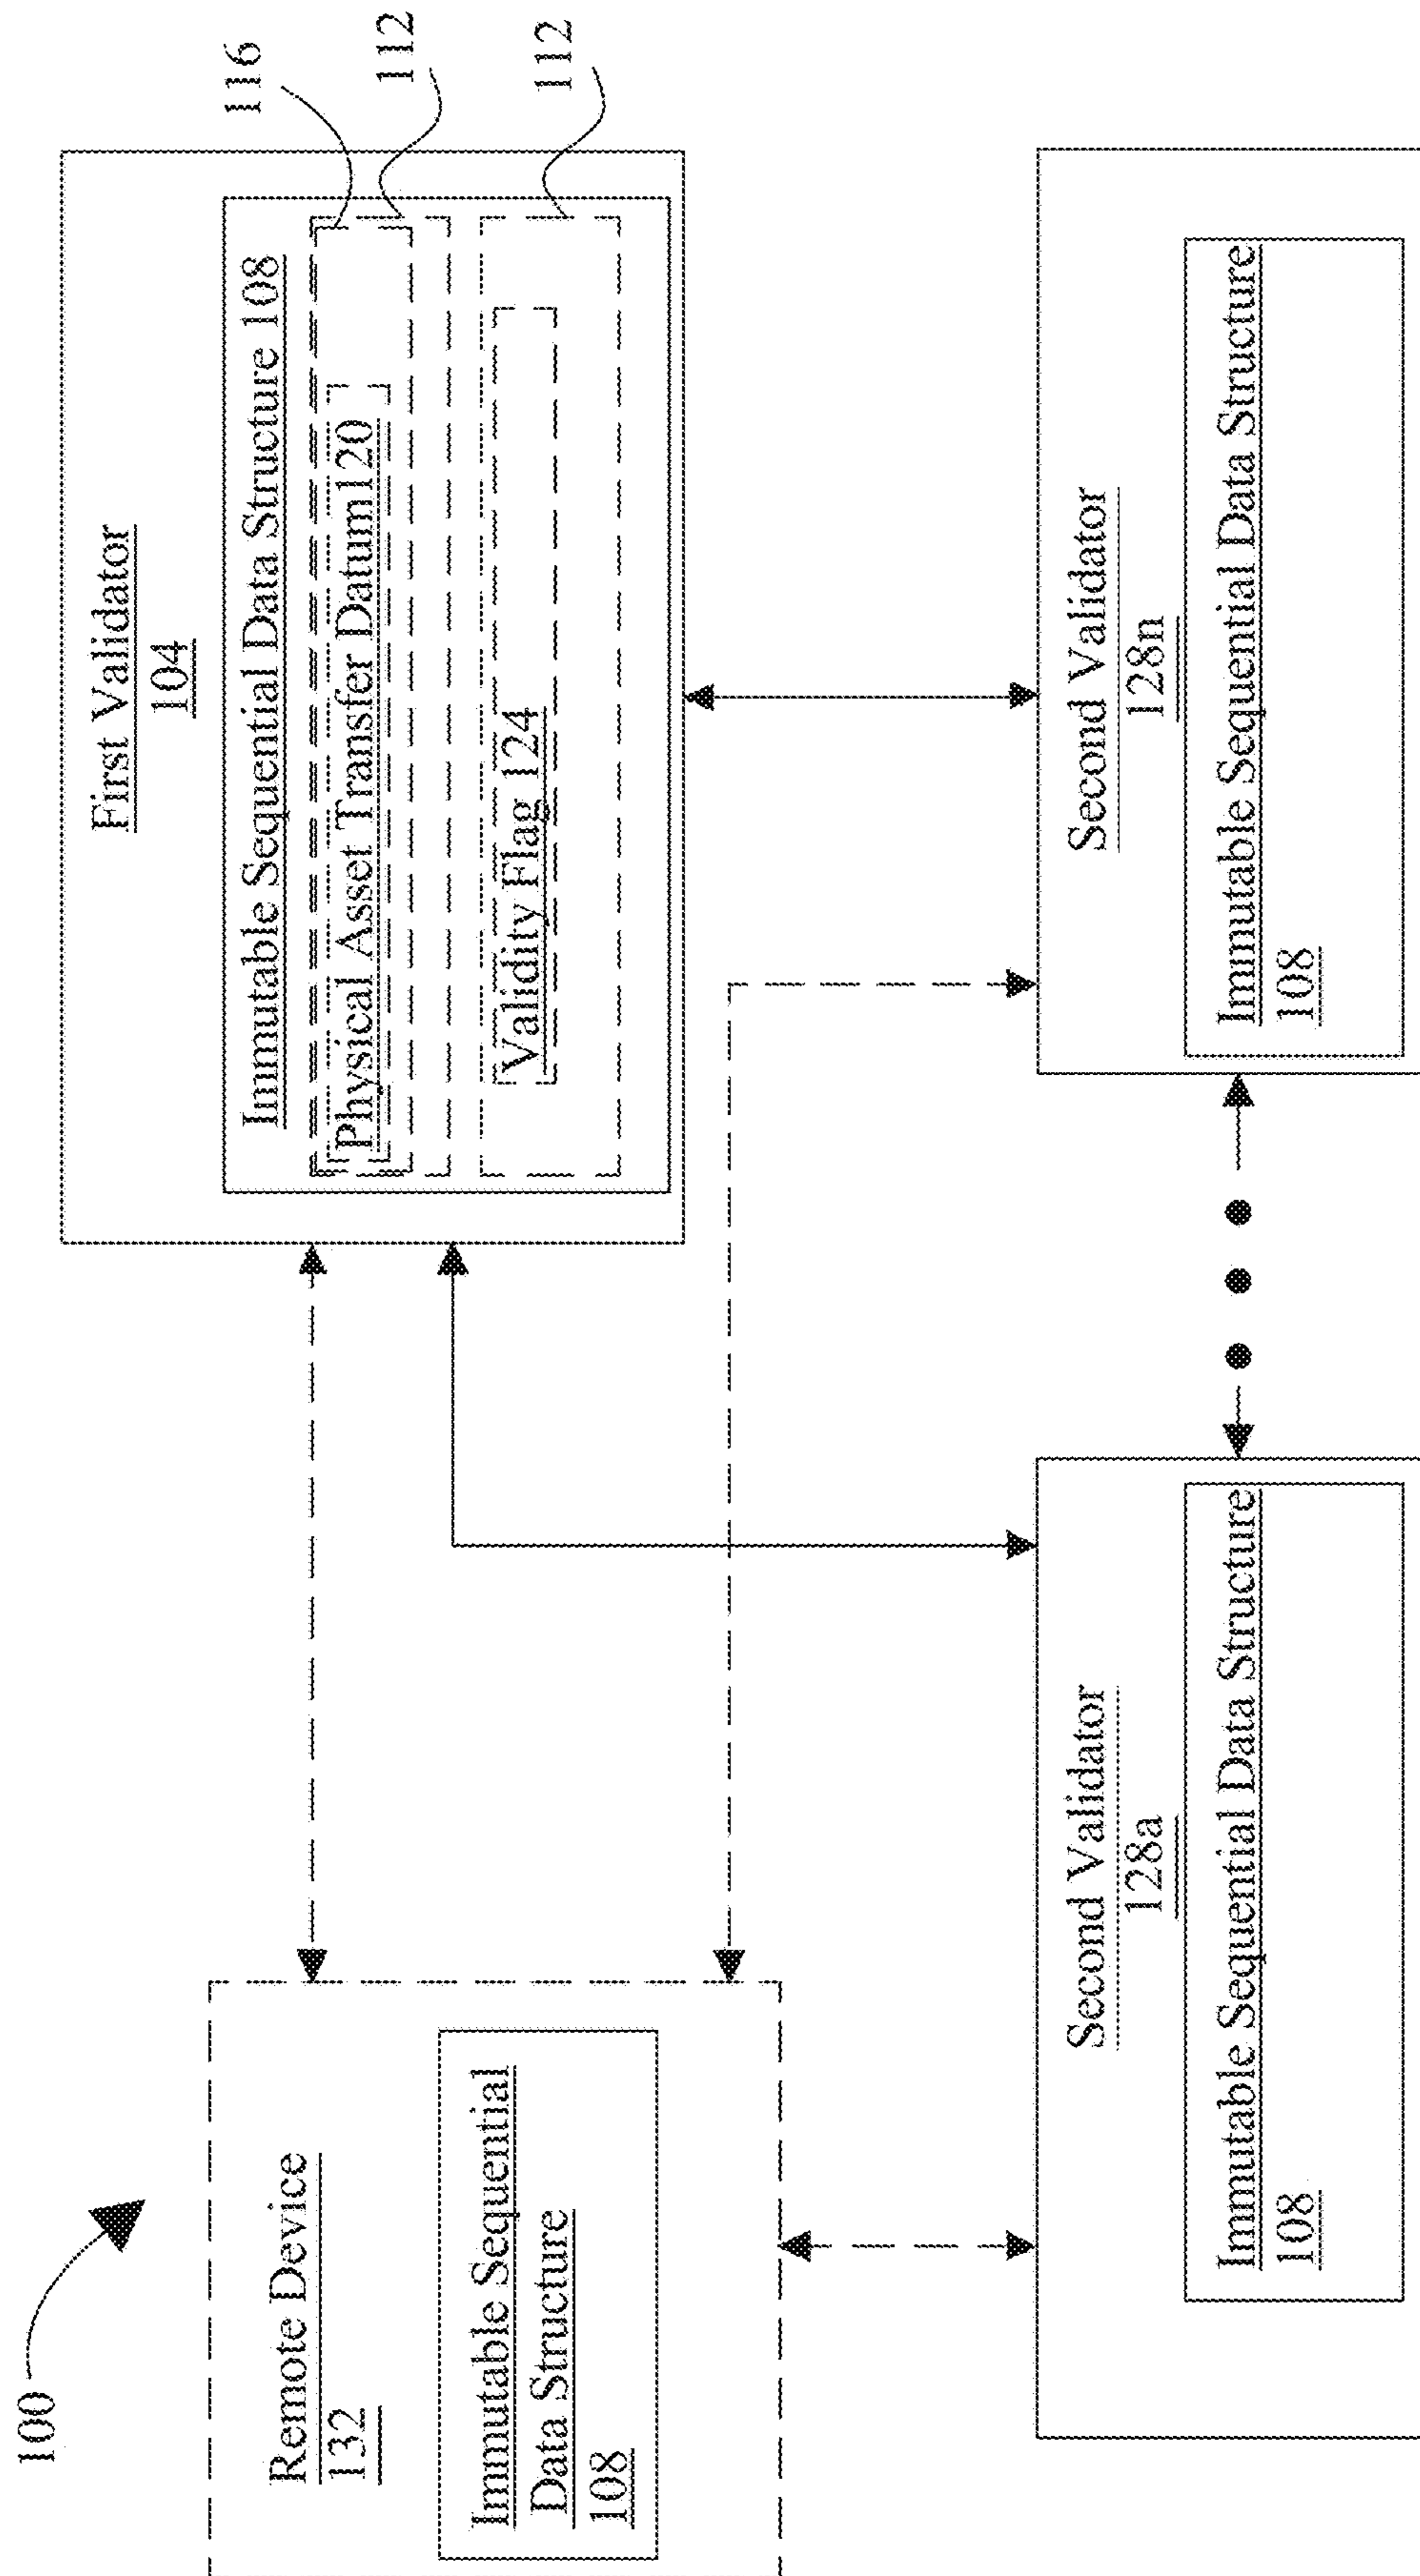 100
Remote Device
132
Immutable Sequential
Data Structure
108
First Validator
104
Immutable Sequential Data Structure 108
Physical Asset Transfer Datum120
Validity Flag 124
116
112
112
Second Validator
128a
Immutable Sequential Data Structure
108
Second Validator
128n
Immutable Sequential Data Structure
108